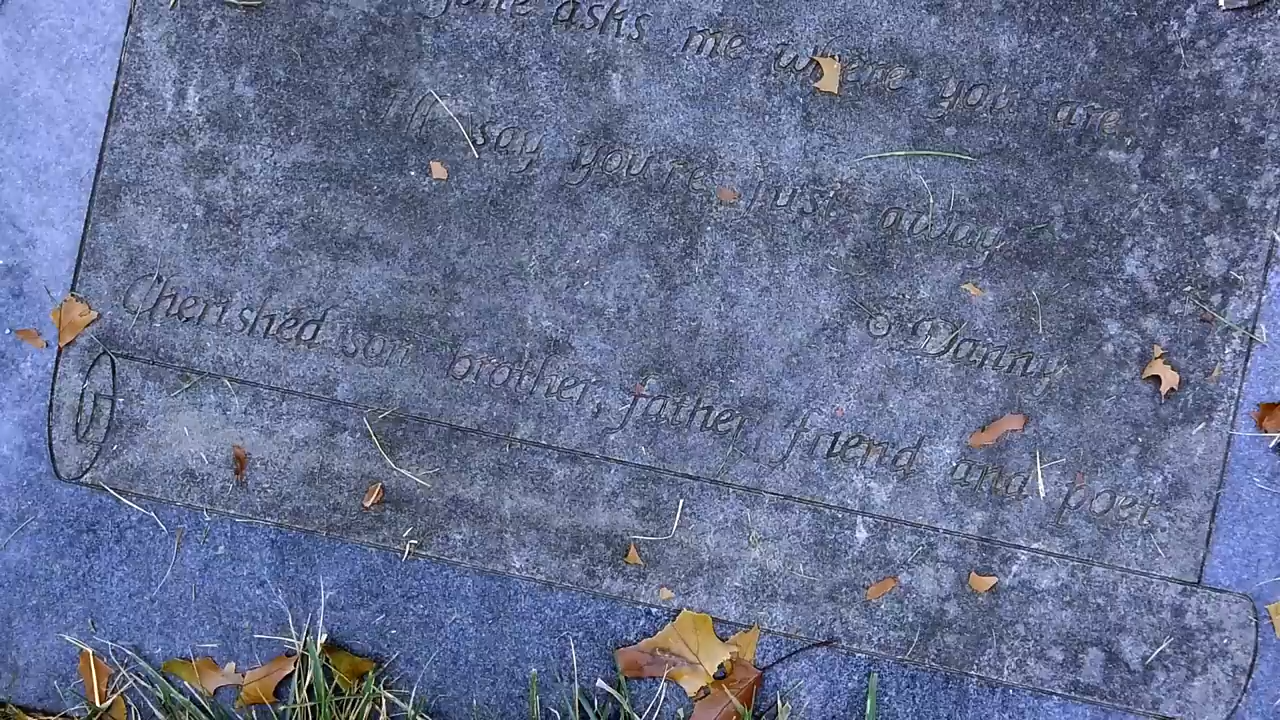 asks me where you are
I'll say you're just away.
© Danny
Cherished son brother, father, friend and poet